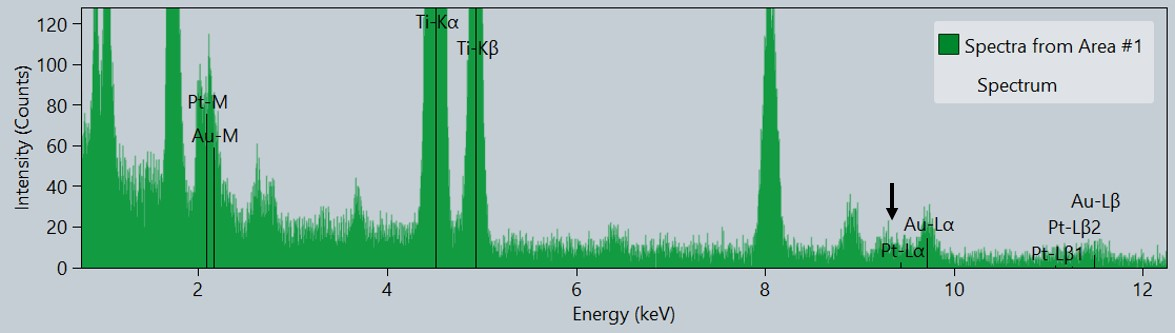 120
100
80
60
40
20
0
Intensity (Counts)
Ti-Kα
Ti-Kβ
Pt-M
Au-M
Spectra from Area #1
Spectrum
Au-Lα
Pt-Lα
Au-Lβ
Pt-Lβ2
Pt-Lβ1
2
4
6
8
10
12
Energy (keV)